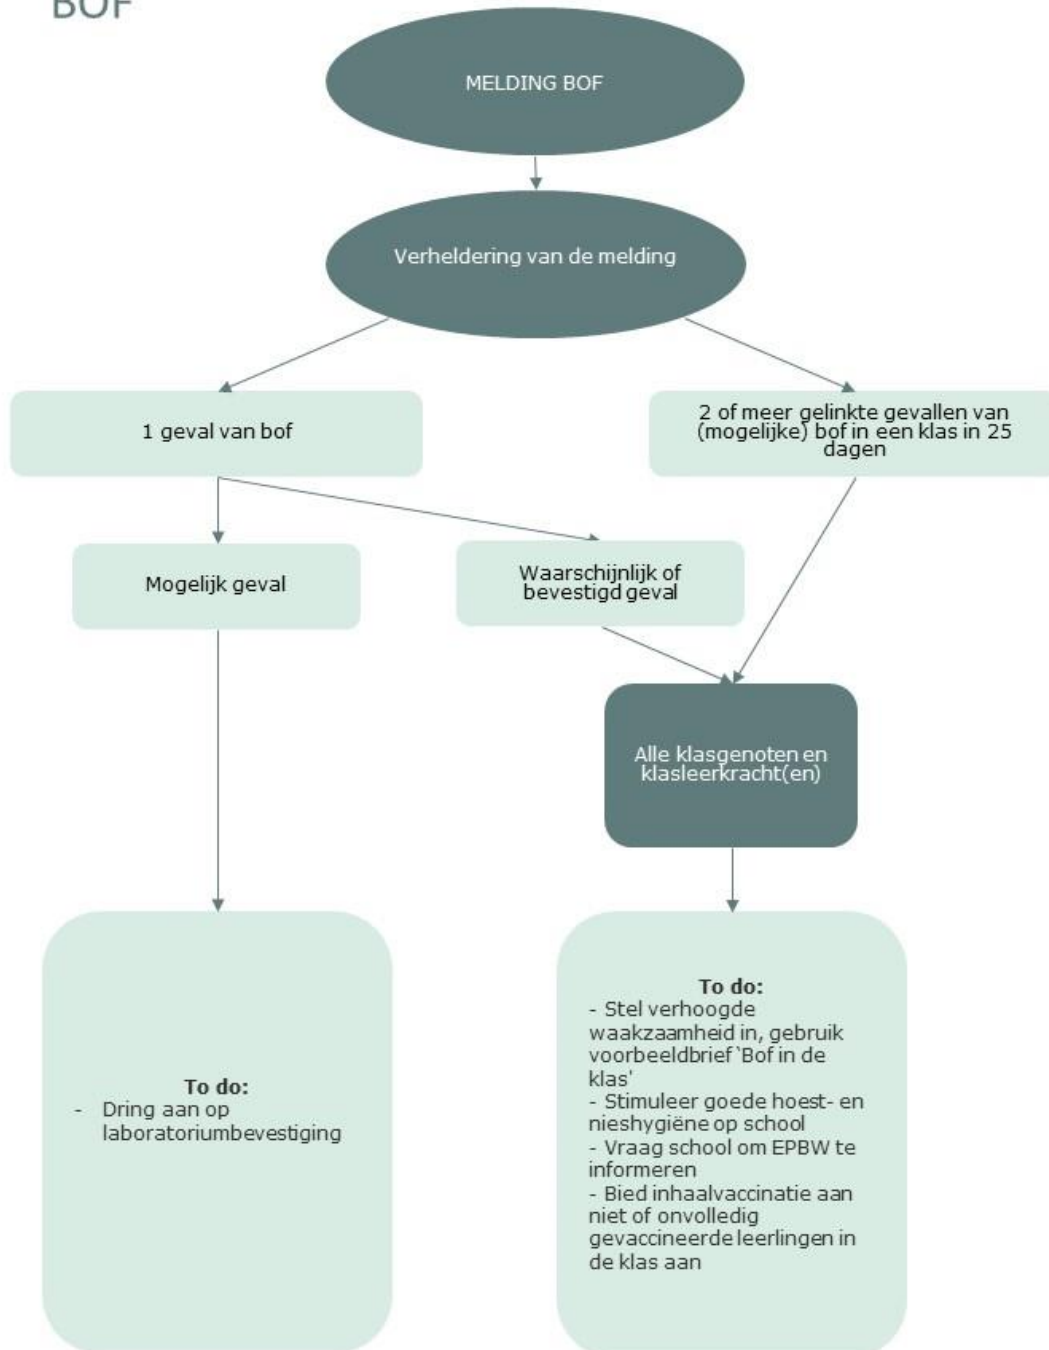 BOF
MELDING BOF
Verheldering van de melding
1 geval van bof
2 of meer gelinkte gevallen van
(mogelijke) bof in een klas in 25
dagen
Mogelijk geval
Waarschijnlijk of
bevestigd geval
Alle klasgenoten en
klasleerkracht(en)
To do:
- Dring aan op
laboratoriumbevestiging
To do:
- Stel verhoogde
waakzaamheid in, gebruik
voorbeeldbrief ‘Bof in de
klas'
- Stimuleer goede hoest- en
nieshygiëne op school
- Vraag school om EPBW te
informeren
- Bied inhaalvaccinatie aan
niet of onvolledig
gevaccineerde leerlingen in
de klas aan